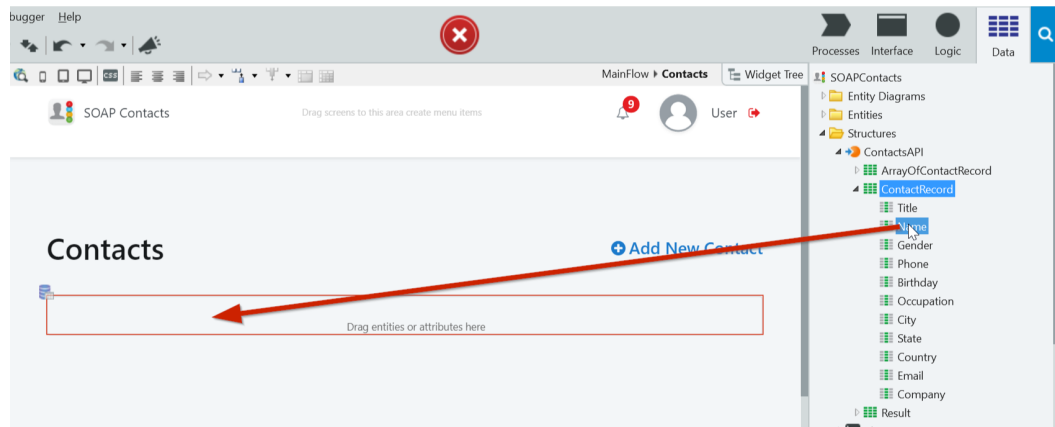 bugger Help
Processes Interface Logic Data
CSS
MainFlow Contacts Widget Tree
SOAP Contacts
Drag screens to this area create menu items
9
User
Contacts
Add New Contact
Drag entities or attributes here
SOAPContacts
Entity Diagrams
Entities
Structures
ContactsAPI
ArrayOfContactRecord
ContactRecord
Title
Name
Gender
Phone
Birthday
Occupation
City
State
Country
Email
Company
Result